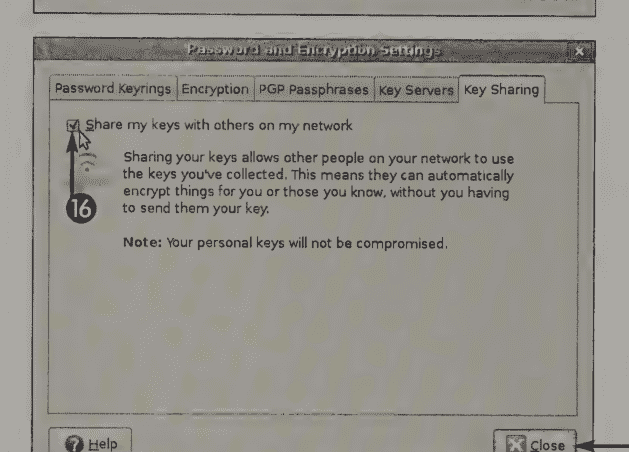 Password and Encryption Settings
Password Keyrings Encryption PGP Passphrases Key Servers Key Sharing
Share my keys with others on my network
Sharing your keys allows other people on your network to use
the keys you've collected. This means they can automatically
encrypt things for you or those you know, without you having
to send them your key.
16
Note: Your personal keys will not be compromised.
Help Close